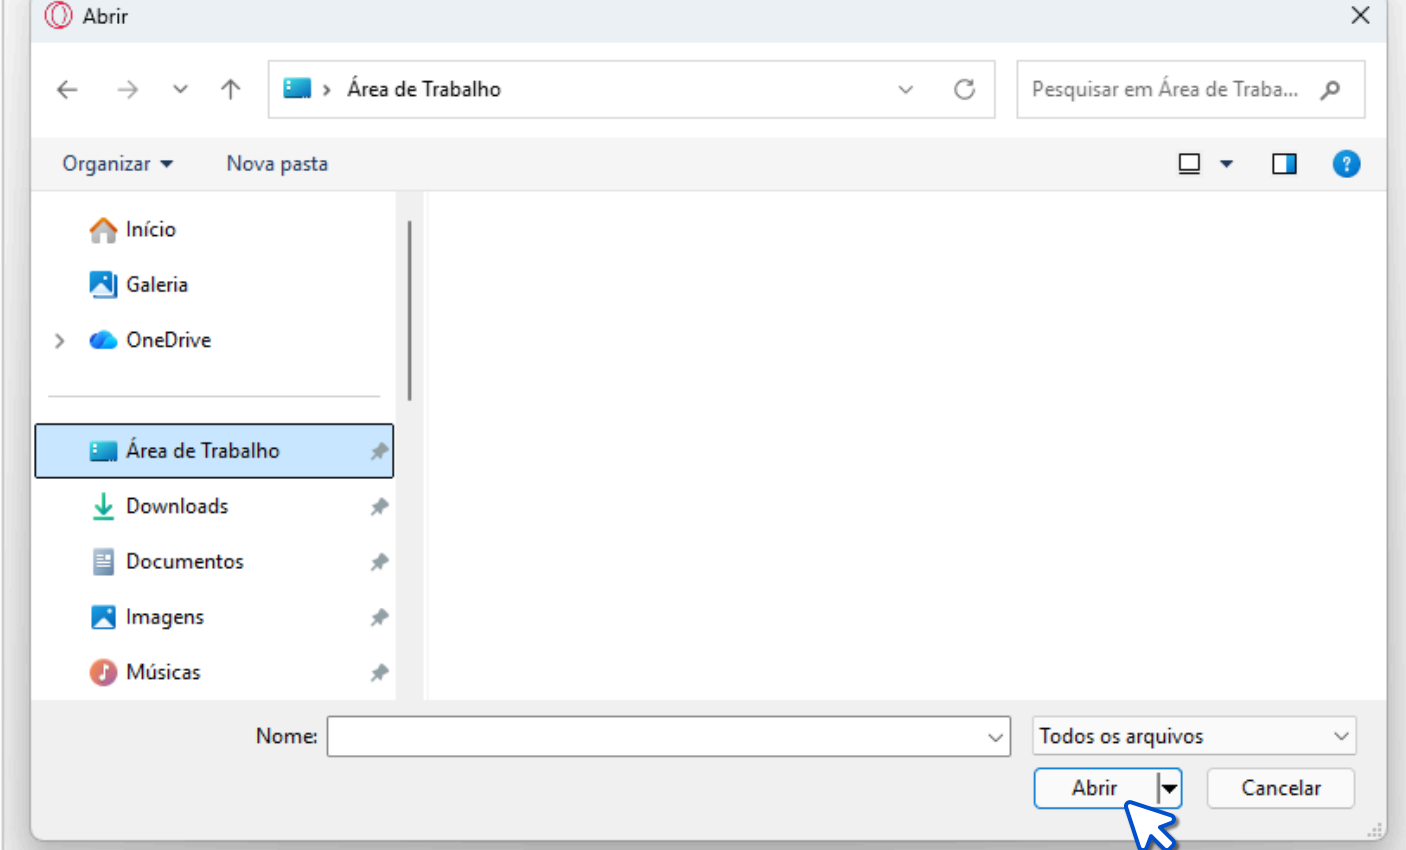 Abrir
Área de Trabalho
Pesquisar em Área de Traba...
Organizar
Nova pasta
?
Início
Galeria
OneDrive
Área de Trabalho
Downloads
Documentos
Imagens
Músicas
Nome:
Todos os arquivos
Abrir
Cancelar